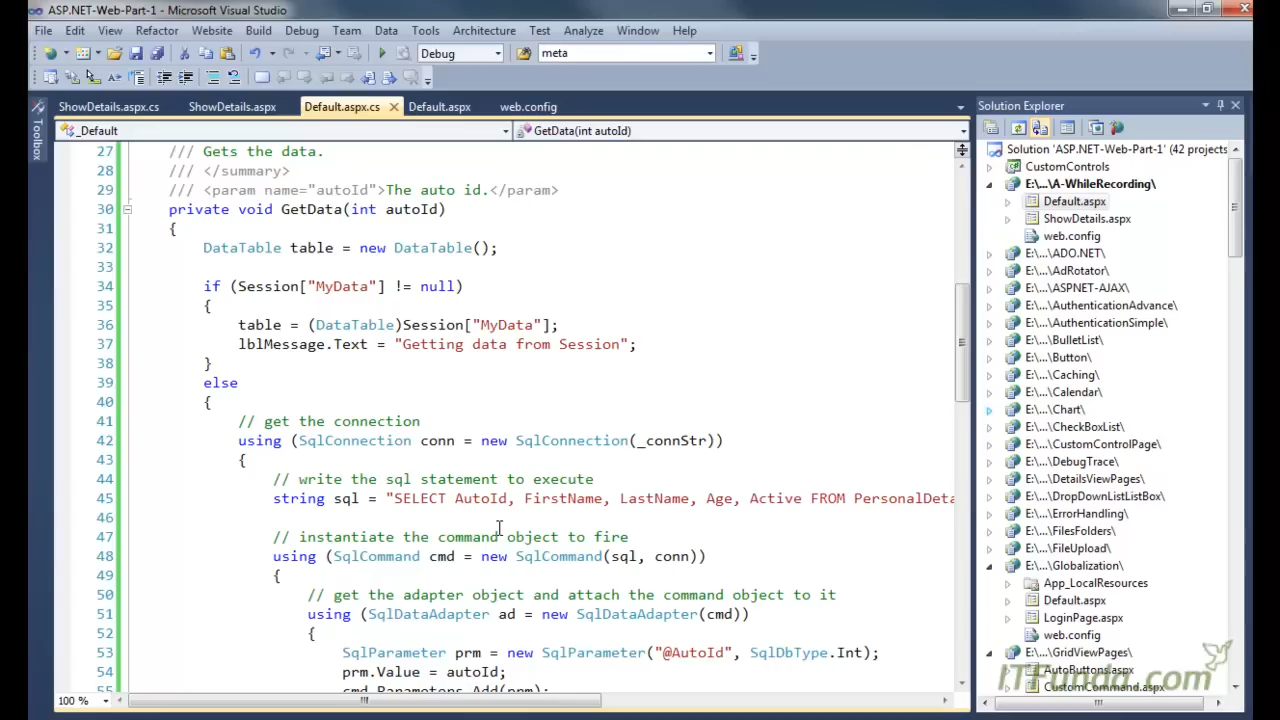 ASP.NET-Web-Part-1 - Microsoft Visual Studio
File Edit View Refactor Website Build Debug Team Data Tools Architecture Test Analyze Window Help
Debug meta
ShowDetails.aspx.cs ShowDetails.aspx Default.aspx.cs Default.aspx web.config
Toolbox
_Default GetData(int autoId)
27 /// Gets the data.
28 /// </summary>
29 /// <param name="autoId">The auto id.</param>
30 private void GetData(int autoId)
31 {
32 DataTable table = new DataTable();
33
34 if (Session["MyData"] != null)
35 {
36 table = (DataTable)Session["MyData"];
37 lblMessage.Text = "Getting data from Session";
38 }
39 else
40 {
41 // get the connection
42 using (SqlConnection conn = new SqlConnection(_connStr))
43 {
44 // write the sql statement to execute
45 string sql = "SELECT AutoId, FirstName, LastName, Age, Active FROM PersonalDeta
46
47 // instantiate the command object to fire
48 using (SqlCommand cmd = new SqlCommand(sql, conn))
49 {
50 // get the adapter object and attach the command object to it
51 using (SqlDataAdapter ad = new SqlDataAdapter(cmd))
52 {
53 SqlParameter prm = new SqlParameter("@AutoId", SqlDbType.Int);
54 prm.Value = autoId;
55 cmd.Parameters.Add(prm);
100 %
Solution Explorer
Solution 'ASP.NET-Web-Part-1' (42 projects
CustomControls
E:\...\A-WhileRecording\
Default.aspx
ShowDetails.aspx
web.config
E:\...\ADO.NET\
E:\...\AdRotator\
E:\...\ASPNET-AJAX\
E:\...\AuthenticationAdvance\
E:\...\AuthenticationSimple\
E:\...\BulletList\
E:\...\Button\
E:\...\Caching\
E:\...\Calendar\
E:\...\Chart\
E:\...\CheckBoxList\
E:\...\CustomControlPage\
E:\...\DebugTrace\
E:\...\DetailsViewPages\
E:\...\DropDownListListBox\
E:\...\ErrorHandling\
E:\...\FilesFolders\
E:\...\FileUpload\
E:\...\Globalization\
App_LocalResources
Default.aspx
LoginPage.aspx
web.config
E:\...\GridViewPages\
AutoButtons.aspx
CustomCommand.aspx
ITFunda.com